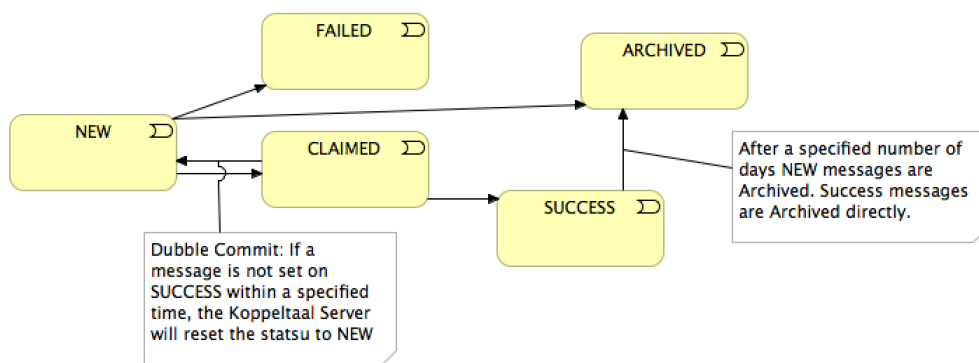 FAILED
ARCHIVED
NEW
CLAIMED
After a specified number of
days NEW messages are
Archived. Success messages
are Archived directly.
SUCCESS
Dubble Commit: If a
message is not set on
SUCCESS within a specified
time, the Koppeltaal Server
will reset the statsu to NEW